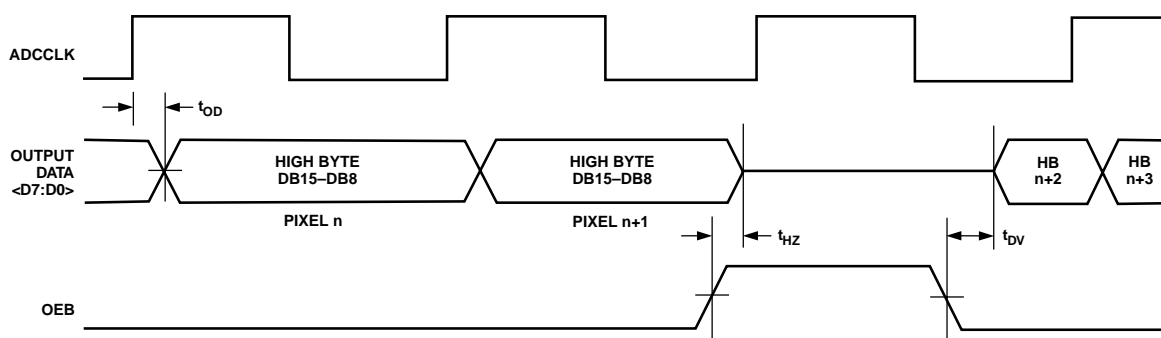 ADCCLK
t_OD
OUTPUT
DATA
<D7:D0>
HIGH BYTE
DB15–DB8
HIGH BYTE
DB15–DB8
HB
n+2
HB
n+3
PIXEL n
PIXEL n+1
t_HZ
t_DV
OEB